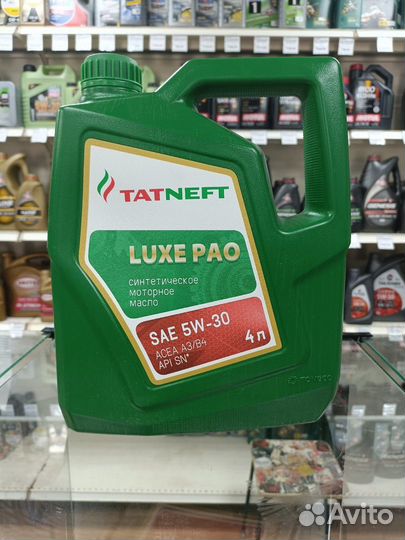 TATNEFT
LUXE PAO
синтетическое
моторное
масло
SAE 5W-30
ACEA A3/B4
API SN*
4 л
Avito